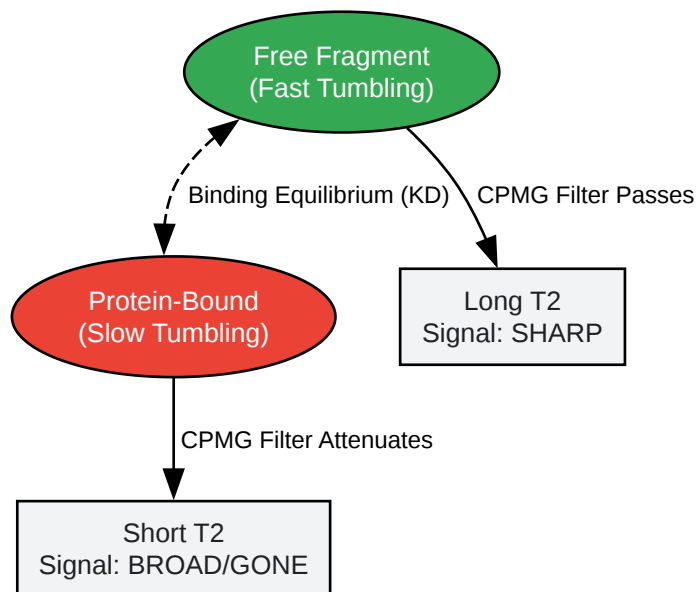 Free Fragment
(Fast Tumbling)
Binding Equilibrium (KD)
CPMG Filter Passes
Protein-Bound
(Slow Tumbling)
Long T2
Signal: SHARP
CPMG Filter Attenuates
Short T2
Signal: BROAD/GONE